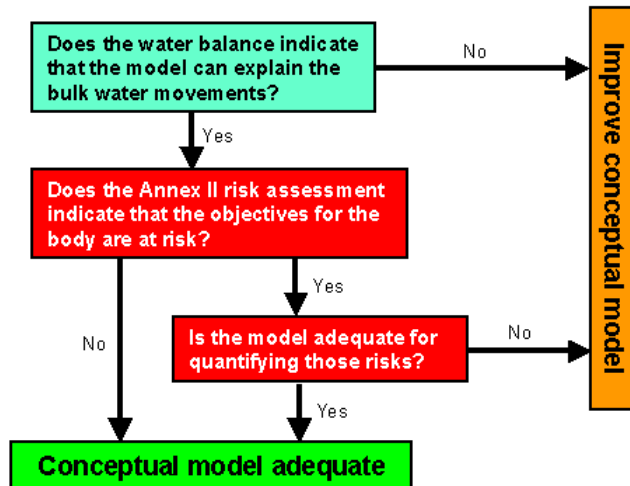 Does the water balance indicate
that the model can explain the
bulk water movements?
No
Yes
Does the Annex II risk assessment
indicate that the objectives for the
body are at risk?
Yes
No
Is the model adequate for
quantifying those risks?
No
Yes
Conceptual model adequate
Improve conceptual model